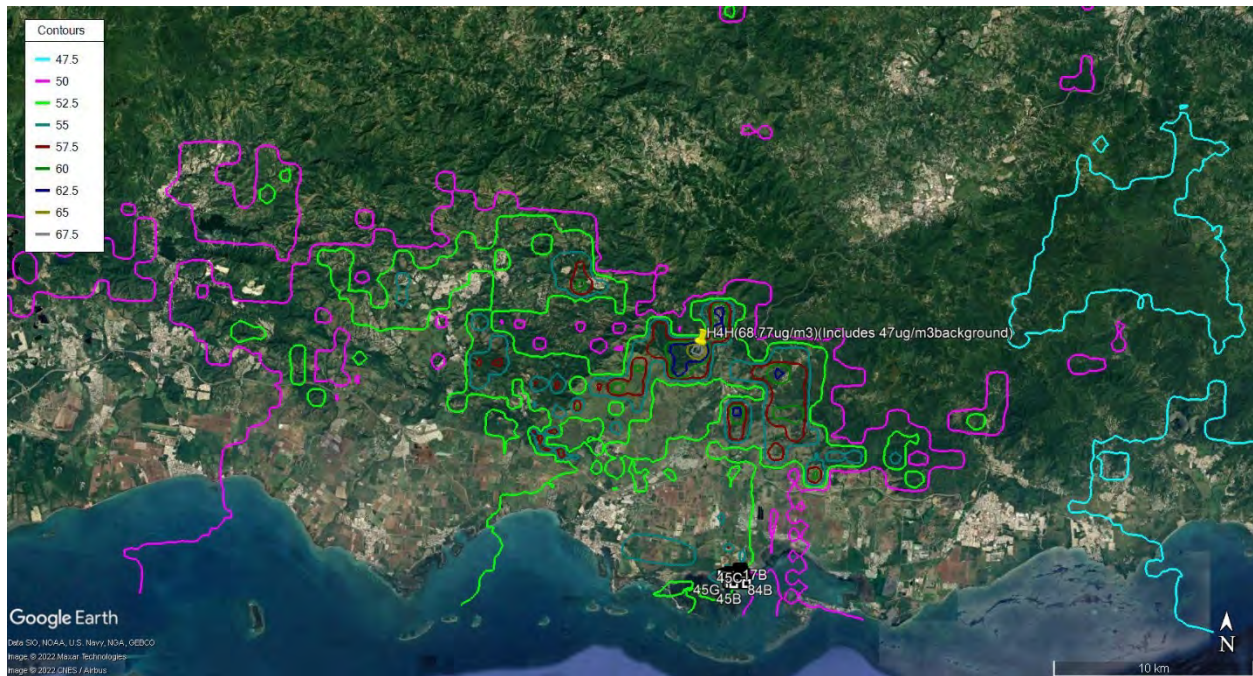 Contours
47.5
50
52.5
55
57.5
60
62.5
65
67.5
H4H(68.77ug/m3)(Includes 47ug/m3background)
45C 17B
45G 84B
45B
Google Earth
Data SIO, NOAA, U.S. Navy, NGA, GEBCO
Image © 2022 Maxar Technologies
Image © 2022 CNES / Airbus
N
10 km